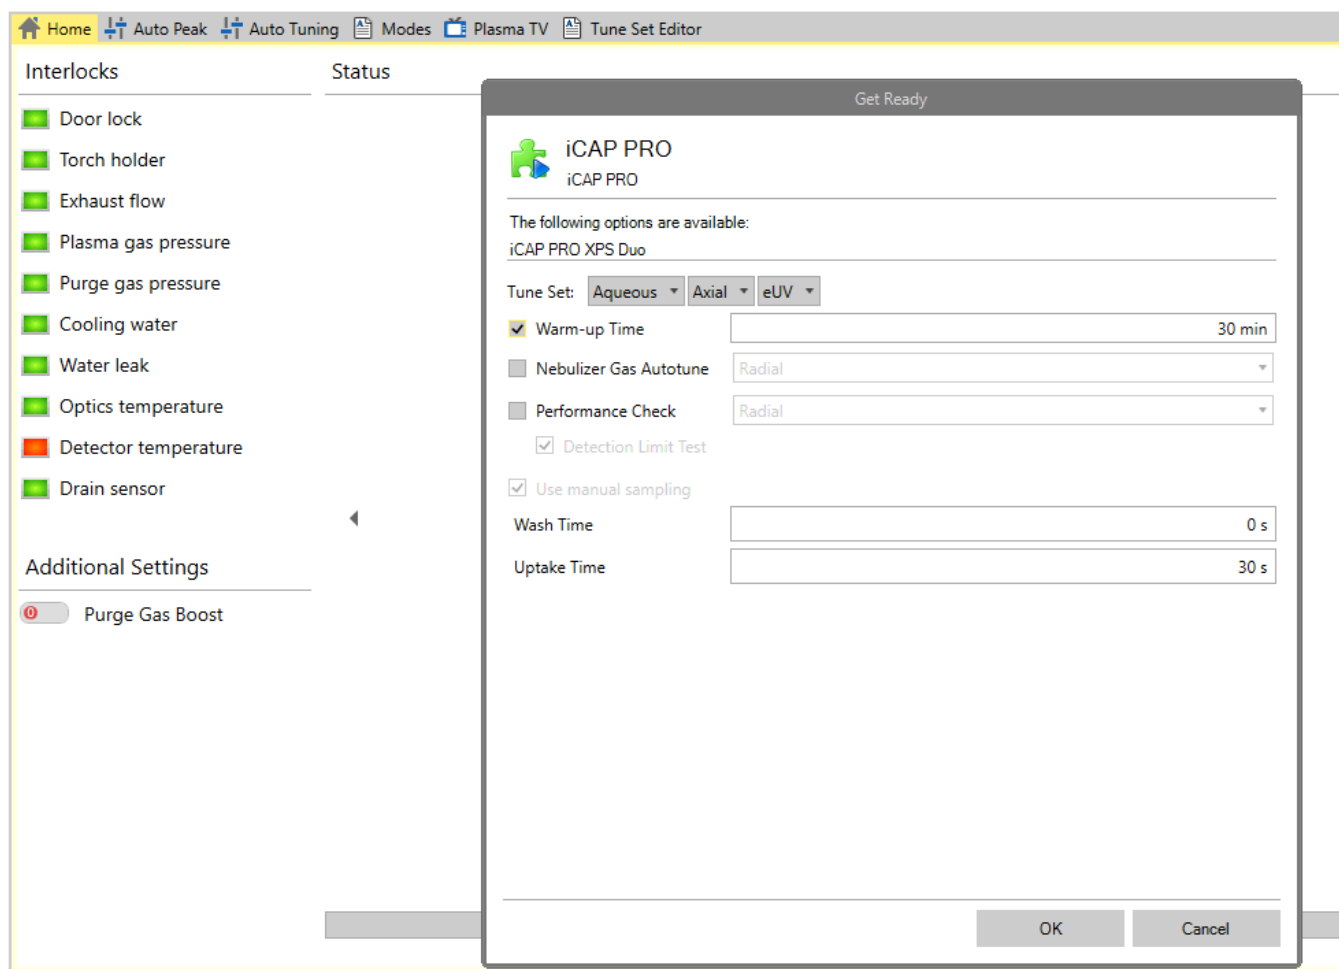 Home Auto Peak Auto Tuning Modes Plasma TV Tune Set Editor
Interlocks
Door lock
Torch holder
Exhaust flow
Plasma gas pressure
Purge gas pressure
Cooling water
Water leak
Optics temperature
Detector temperature
Drain sensor
Additional Settings
0 Purge Gas Boost
Status
Get Ready
iCAP PRO
iCAP PRO
The following options are available:
iCAP PRO XPS Duo
Tune Set: Aqueous Axial eUV
Warm-up Time 30 min
Nebulizer Gas Autotune Radial
Performance Check Radial
Detection Limit Test
Use manual sampling
Wash Time 0 s
Uptake Time 30 s
OK Cancel